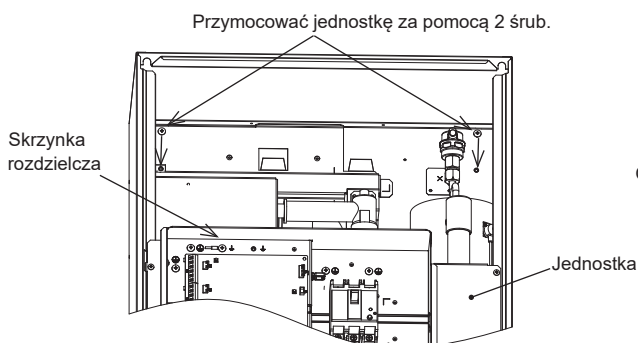 Przymocować jednostkę za pomocą 2 śrub.
Skrzynka
rozdzielcza
Jednostka